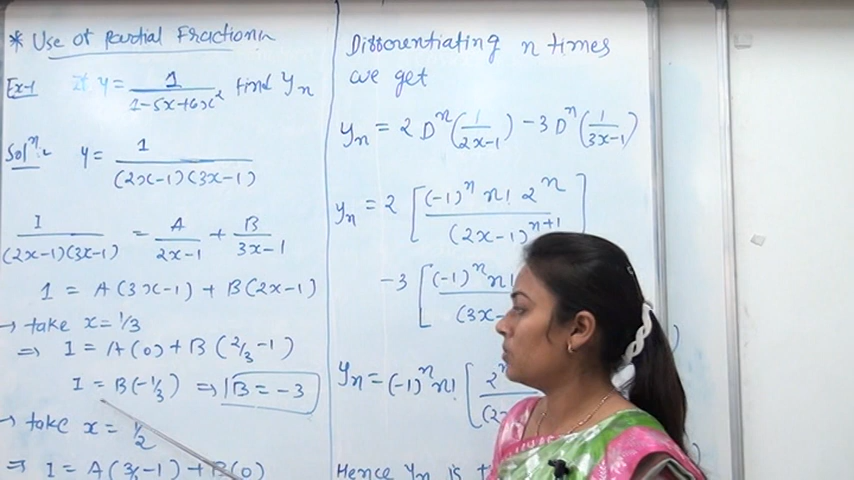 * Use of Partial Fraction
Ex-1 If y = 1/(1-5x+6x²) find yn
Solⁿ:- y = 1/((2x-1)(3x-1))
1/((2x-1)(3x-1)) = A/(2x-1) + B/(3x-1)
1 = A(3x-1) + B(2x-1)
→ take x = 1/3
⇒ 1 = A(0) + B(2/3 -1)
1 = B(-1/3) ⇒ B = -3
→ take x = 1/2
⇒ 1 = A(3/2 -1) + B(0)
Differentiating n times
we get
yn = 2 Dⁿ(1/(2x-1)) - 3 Dⁿ(1/(3x-1))
yn = 2 [(-1)ⁿ n! 2ⁿ/(2x-1)ⁿ⁺¹]
-3 [(-1)ⁿ n!/(3x-
yn = (-1)ⁿ n! [2ⁿ/(2
Hence yn is